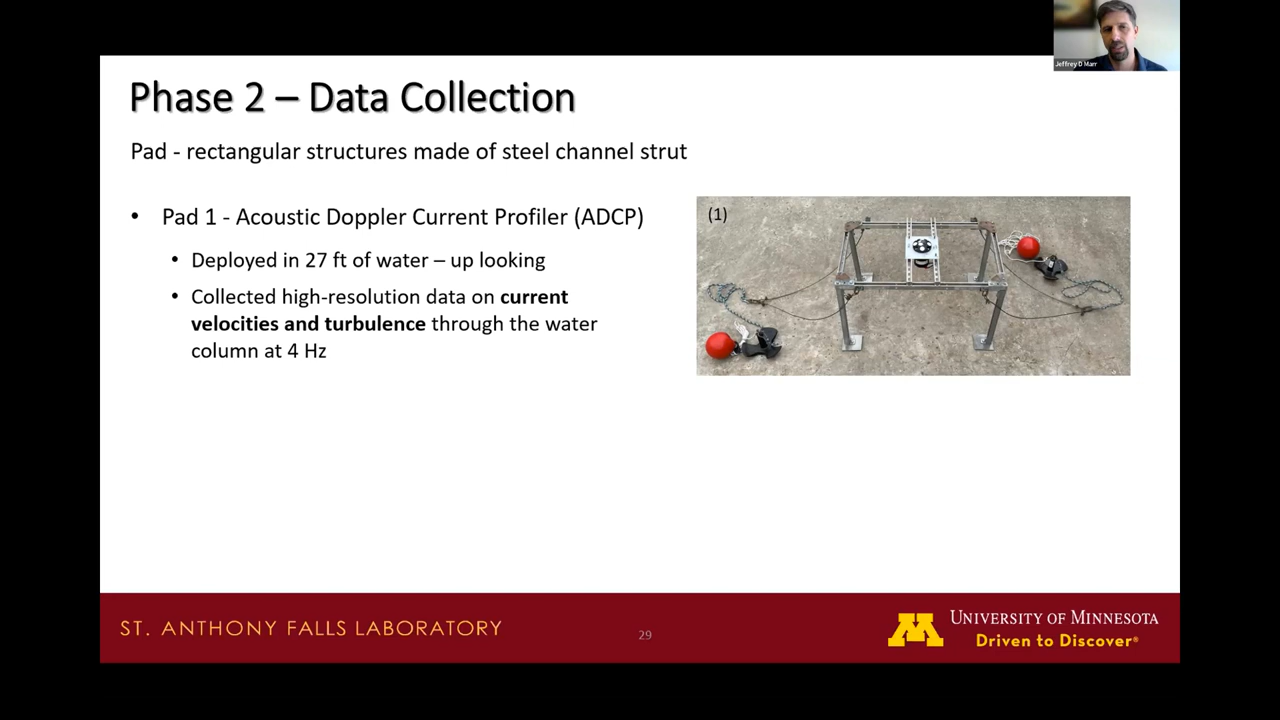 Jeffrey D Marr
Phase 2 – Data Collection
Pad - rectangular structures made of steel channel strut
• Pad 1 - Acoustic Doppler Current Profiler (ADCP)
• Deployed in 27 ft of water – up looking
• Collected high-resolution data on current
velocities and turbulence through the water
column at 4 Hz
(1)
ST. ANTHONY FALLS LABORATORY
29
M
UNIVERSITY OF MINNESOTA
Driven to Discover®